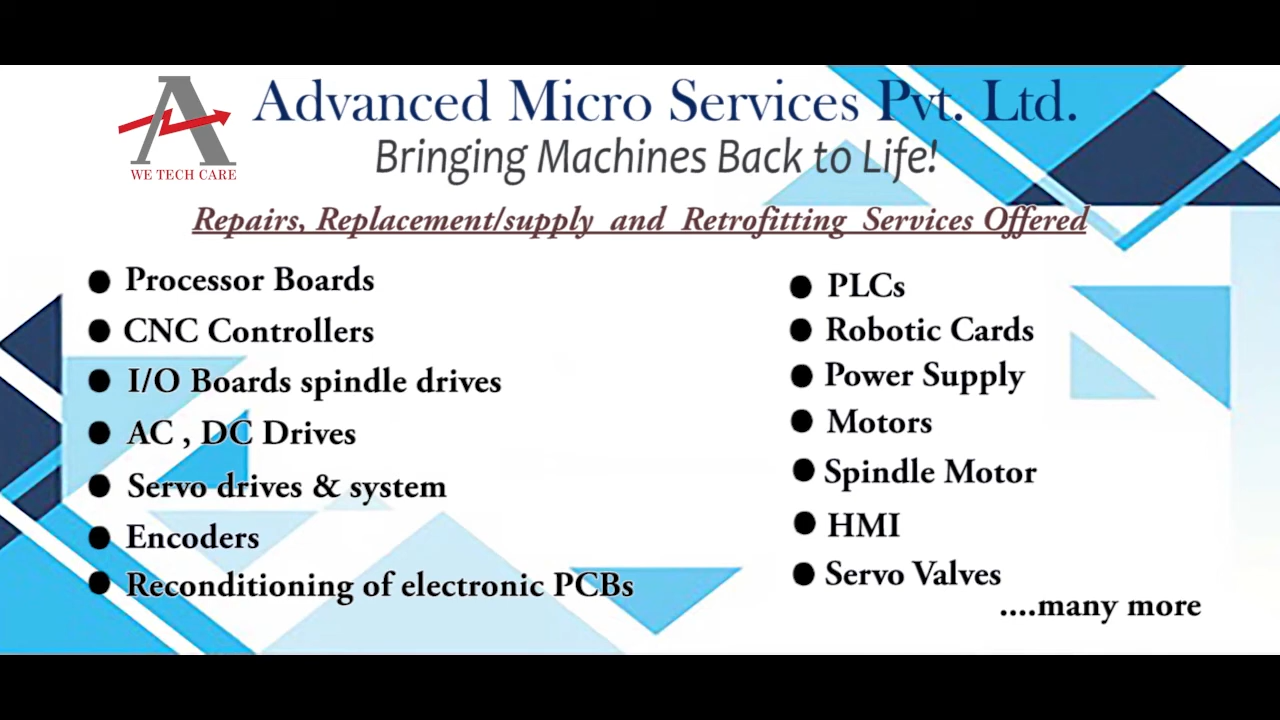 Advanced Micro Services Pvt. Ltd.
WE TECH CARE
Bringing Machines Back to Life!
Repairs, Replacement/supply and Retrofitting Services Offered
Processor Boards
CNC Controllers
I/O Boards spindle drives
AC , DC Drives
Servo drives & system
Encoders
Reconditioning of electronic PCBs
PLCs
Robotic Cards
Power Supply
Motors
Spindle Motor
HMI
Servo Valves
....many more